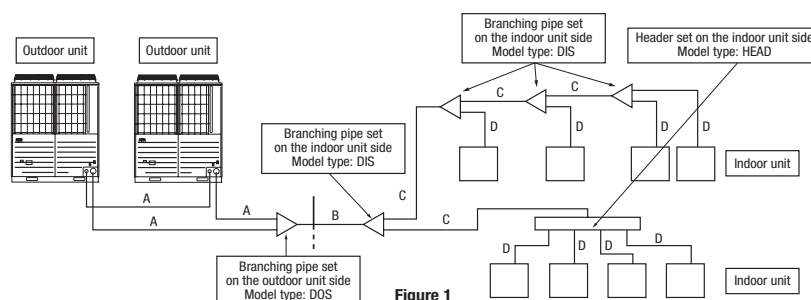 Outdoor unit
Outdoor unit
Branching pipe set
on the indoor unit side
Model type: DIS
Header set on the indoor unit side
Model type: HEAD
C
C
C
D
D
D
D
Indoor unit
Branching pipe set
on the indoor unit side
Model type: DIS
A
A
A
B
C
D
D
D
D
Indoor unit
Branching pipe set
on the outdoor unit side
Model type: DOS
Figure 1